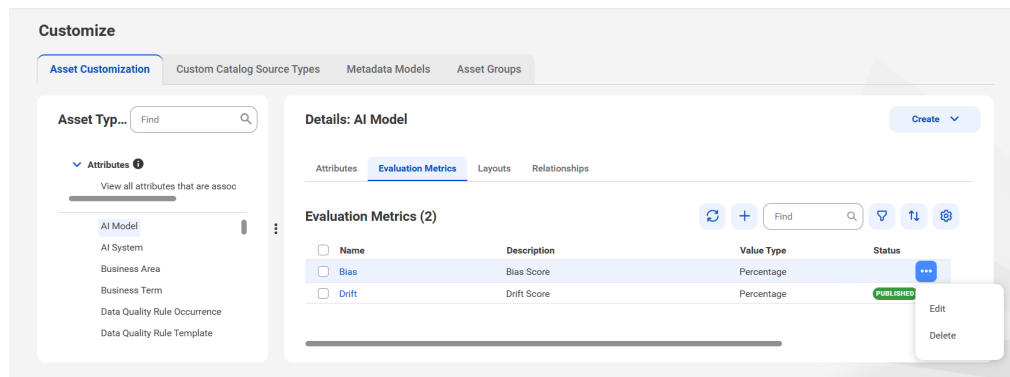 Customize
Asset Customization Custom Catalog Source Types Metadata Models Asset Groups
Asset Typ... Find
Attributes
View all attributes that are assoc
AI Model
AI System
Business Area
Business Term
Data Quality Rule Occurrence
Data Quality Rule Template
Details: AI Model Create
Attributes Evaluation Metrics Layouts Relationships
Evaluation Metrics (2) Find
Name Description Value Type Status
Bias Bias Score Percentage
Drift Drift Score Percentage PUBLISHED
Edit
Delete